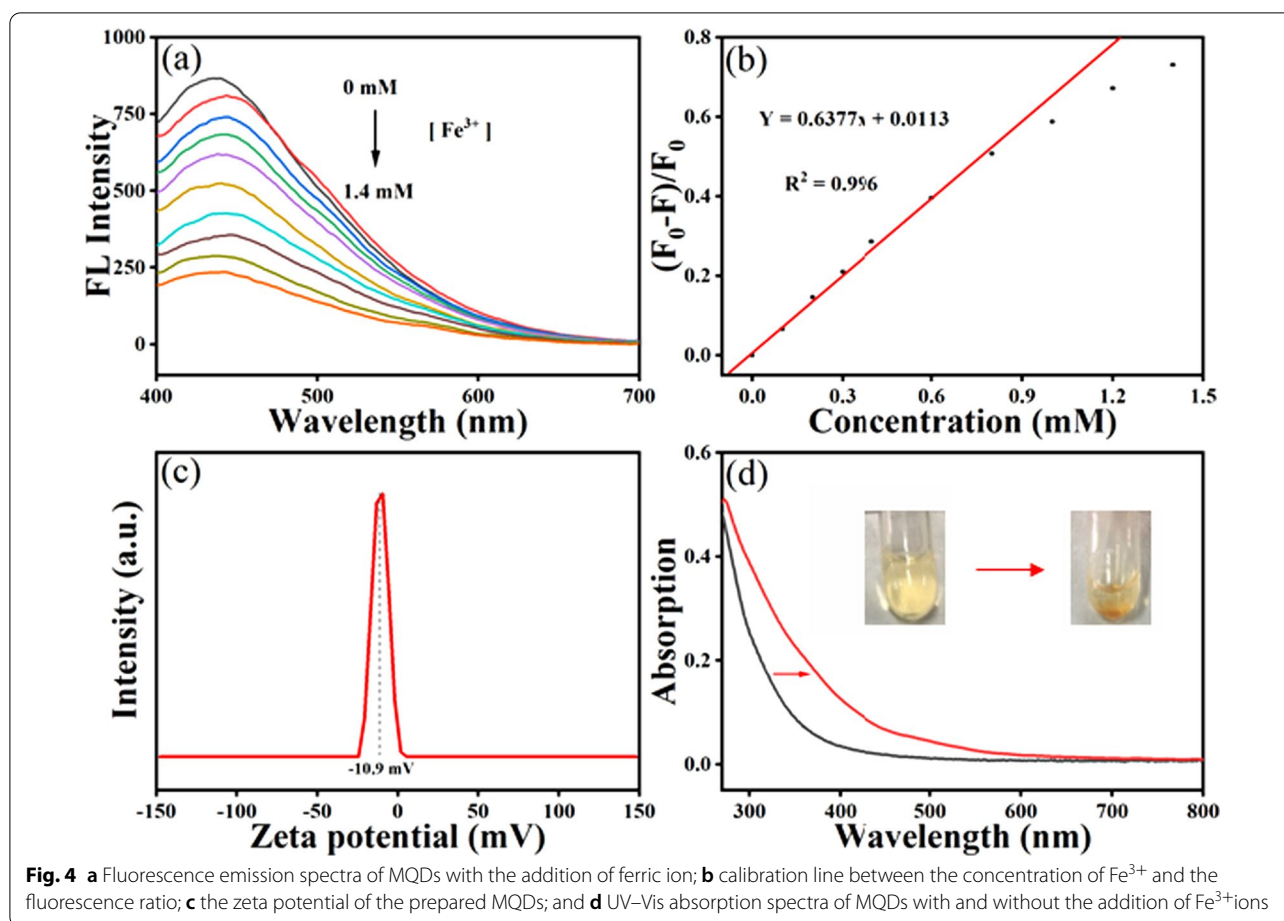 (a)
1000
750
500
250
0
FL Intensity
0 mM
[ Fe³⁺ ]
1.4 mM
400 500 600 700
Wavelength (nm)
(b)
0.8
0.6
0.4
0.2
0.0
(F₀-F)/F₀
Y = 0.6377x + 0.0113
R² = 0.996
0.0 0.3 0.6 0.9 1.2 1.5
Concentration (mM)
(c)
Intensity (a.u.)
-10.9 mV
-150 -100 -50 0 50 100 150
Zeta potential (mV)
(d)
0.6
0.4
0.2
0.0
Absorption
300 400 500 600 700 800
Wavelength (nm)
Fig. 4 a Fluorescence emission spectra of MQDs with the addition of ferric ion; b calibration line between the concentration of Fe³⁺ and the
fluorescence ratio; c the zeta potential of the prepared MQDs; and d UV–Vis absorption spectra of MQDs with and without the addition of Fe³⁺ions